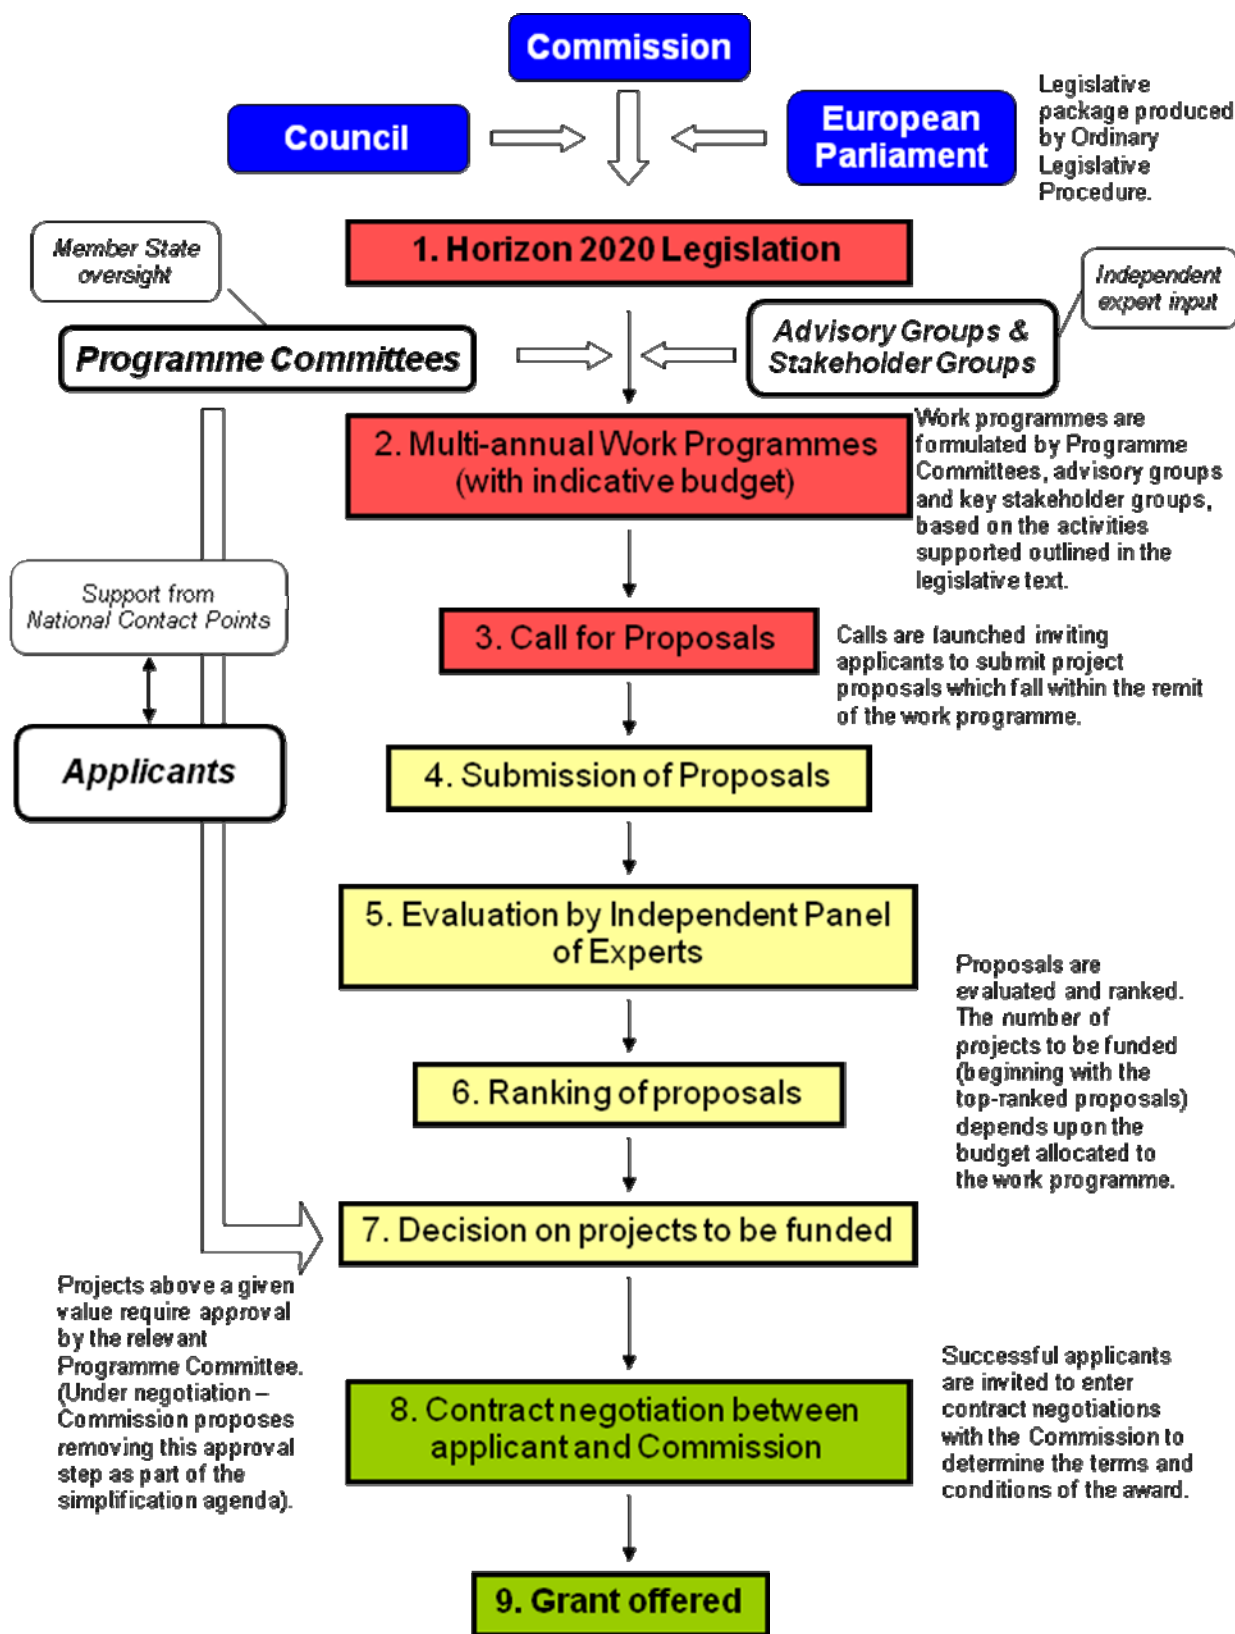 Commission
Council
European
Parliament
Legislative
package produced
by Ordinary
Legislative
Procedure.
1. Horizon 2020 Legislation
Member State
oversight
Independent
expert input
Programme Committees
Advisory Groups &
Stakeholder Groups
2. Multi-annual Work Programmes
(with indicative budget)
Work programmes are
formulated by Programme
Committees, advisory groups
and key stakeholder groups,
based on the activities
supported outlined in the
legislative text.
Support from
National Contact Points
3. Call for Proposals
Calls are launched inviting
applicants to submit project
proposals which fall within the remit
of the work programme.
Applicants
4. Submission of Proposals
5. Evaluation by Independent Panel
of Experts
Proposals are
evaluated and ranked.
The number of
projects to be funded
(beginning with the
top-ranked proposals)
depends upon the
budget allocated to
the work programme.
6. Ranking of proposals
7. Decision on projects to be funded
Projects above a given
value require approval
by the relevant
Programme Committee.
(Under negotiation –
Commission proposes
removing this approval
step as part of the
simplification agenda).
8. Contract negotiation between
applicant and Commission
Successful applicants
are invited to enter
contract negotiations
with the Commission to
determine the terms and
conditions of the award.
9. Grant offered